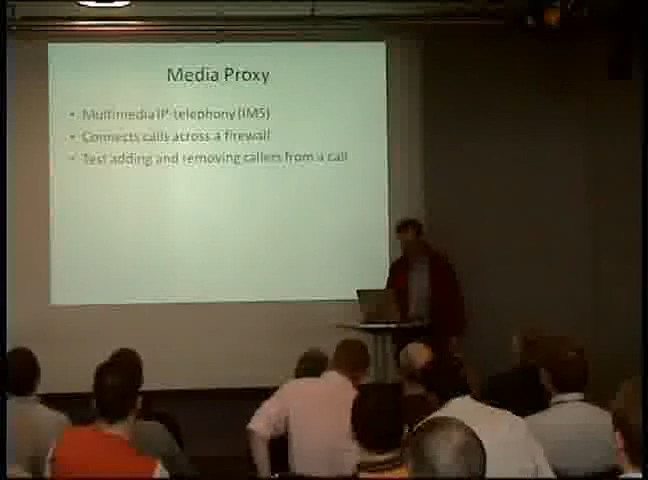 Media Proxy
• Multimedia IP-telephony (IMS)
• Connects calls across a firewall
• Test adding and removing callers from a call